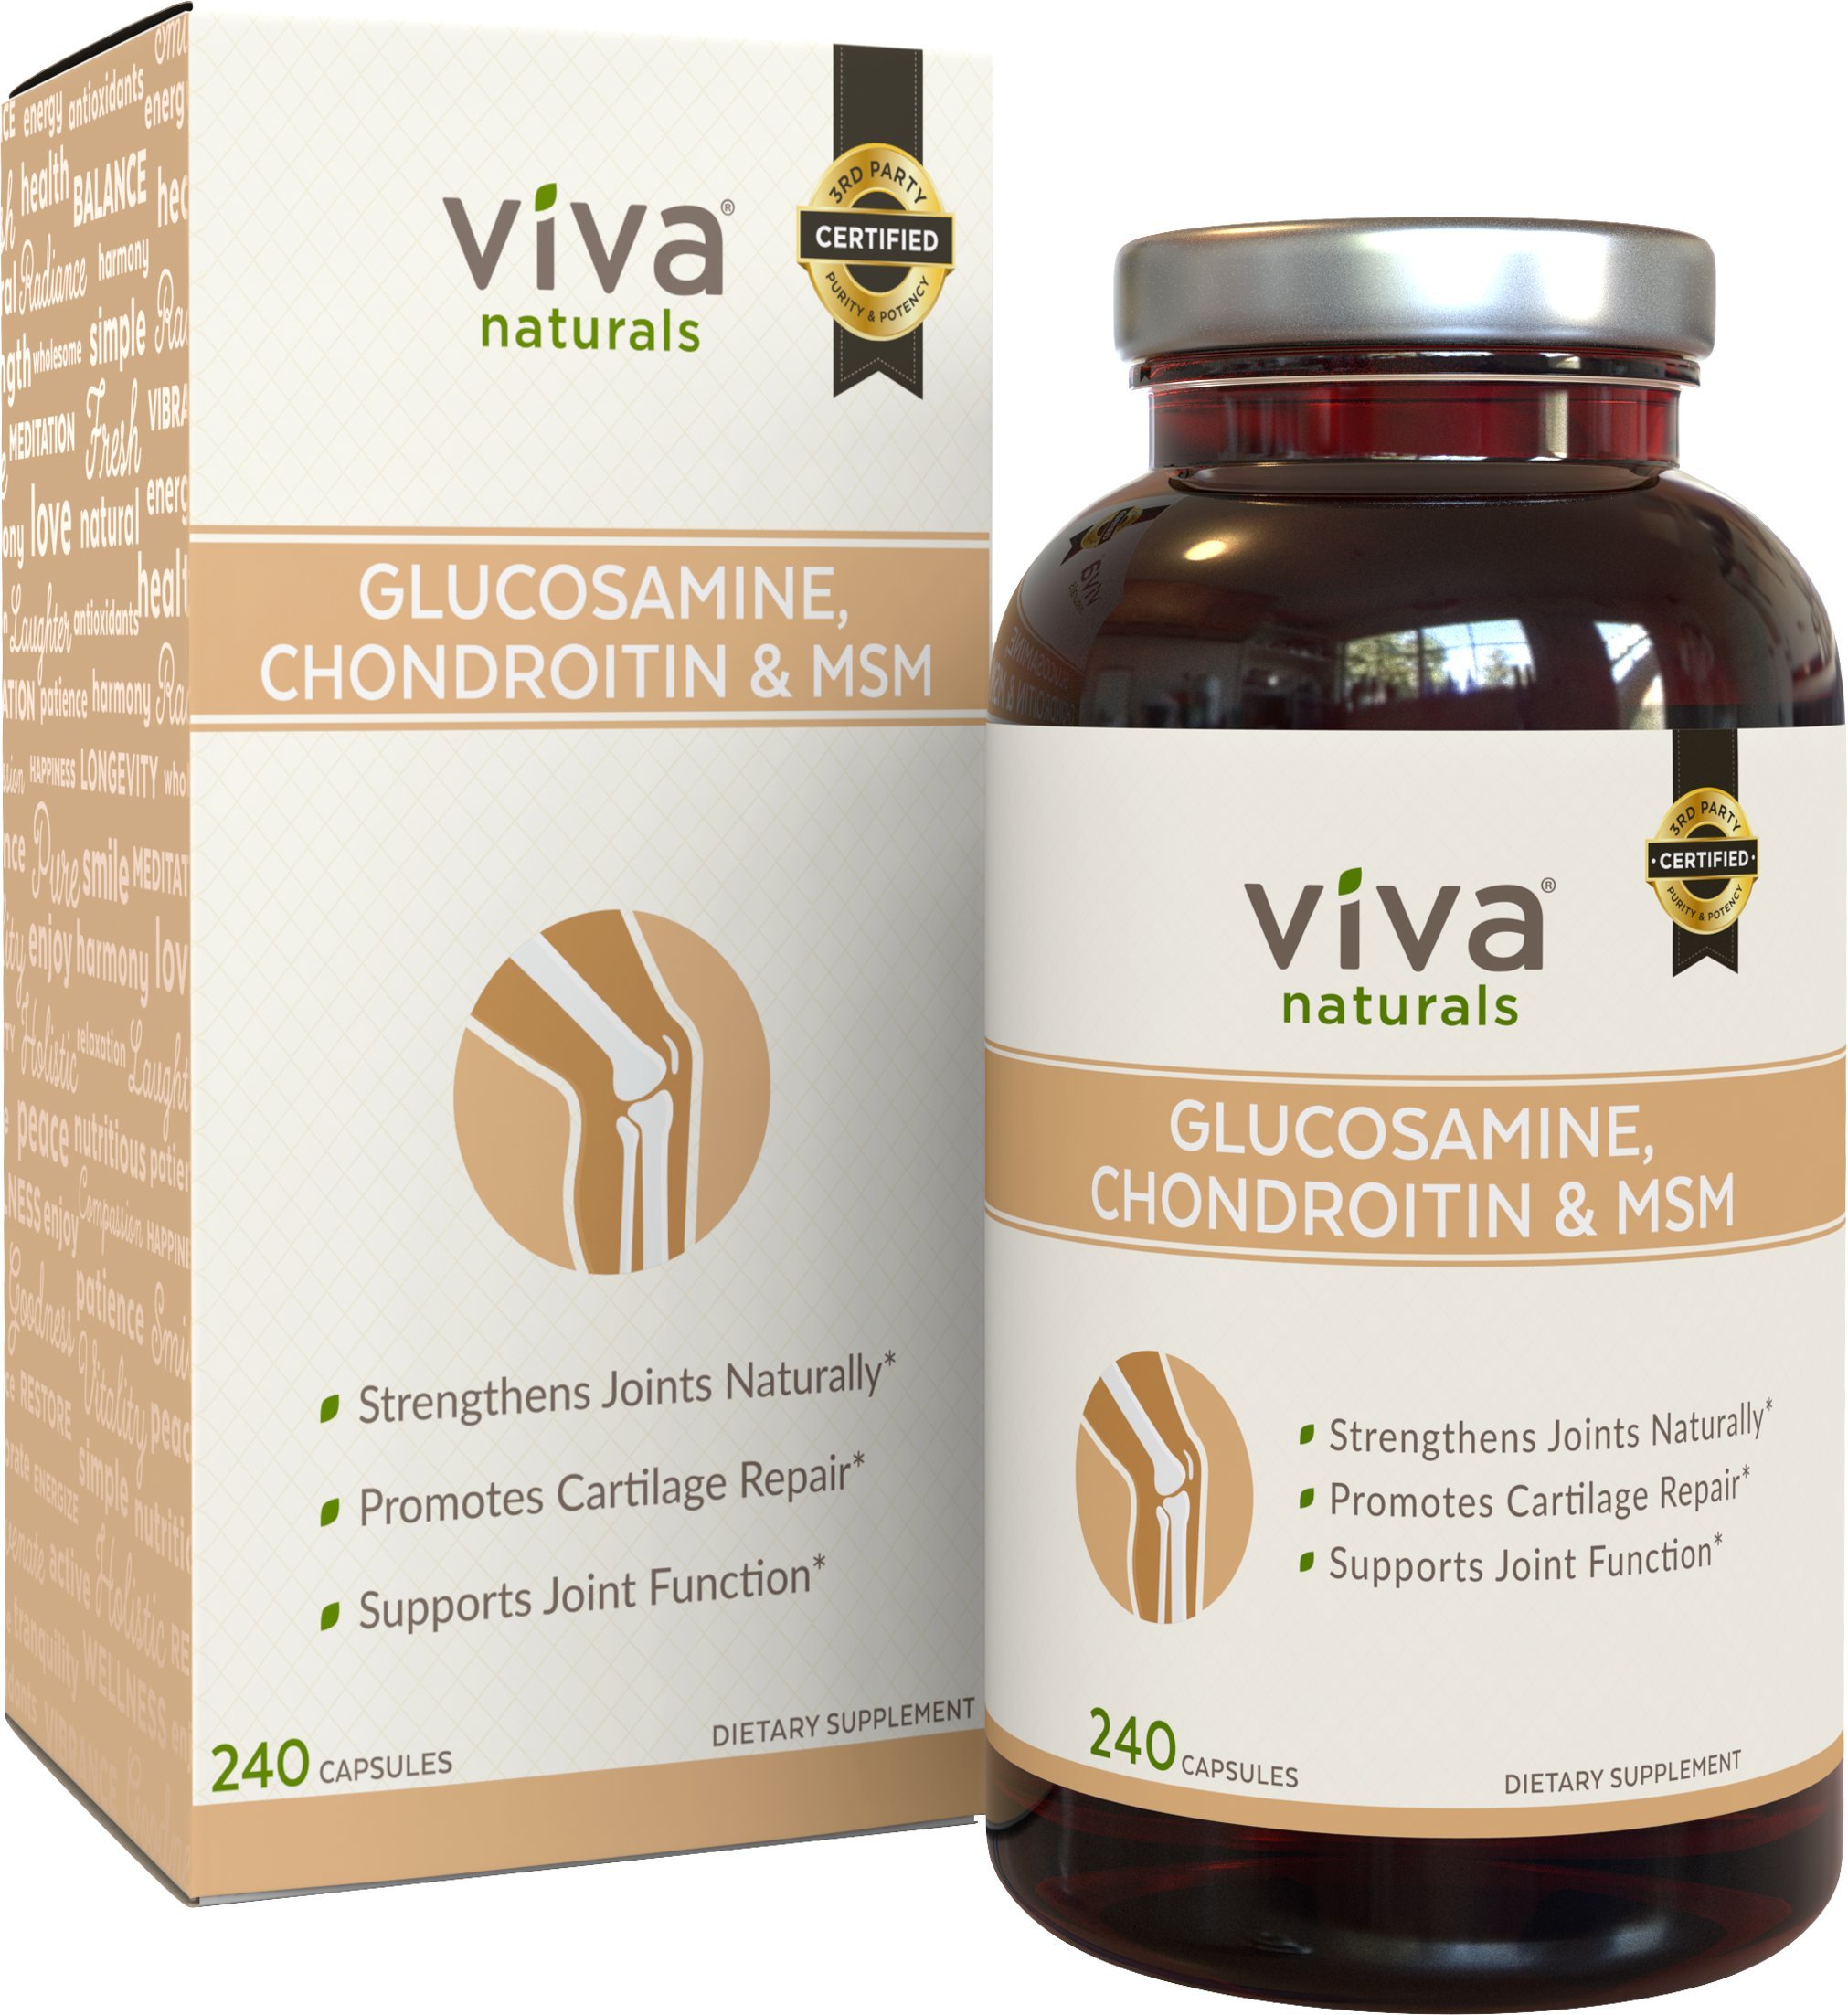 viva®
naturals
3RD PARTY
CERTIFIED
PURITY & POTENCY
GLUCOSAMINE,
CHONDROITIN & MSM
Strengthens Joints Naturally*
Promotes Cartilage Repair*
Supports Joint Function*
240 CAPSULES
DIETARY SUPPLEMENT
energy antioxidants
health BALANCE
Radiance harmony
wholesome simple
MEDITATION Fresh
love natural
Laughter antioxidants
patience harmony
HAPPINESS LONGEVITY
Pure smile
enjoy harmony
Holistic relaxation
peace nutritious
enjoy Compassion
Goodness patience
RESTORE Vitality
ENERGIZE simple
active Holistic
tranquility WELLNESS
viva®
naturals
3RD PARTY
·CERTIFIED·
PURITY & POTENCY
GLUCOSAMINE,
CHONDROITIN & MSM
Strengthens Joints Naturally*
Promotes Cartilage Repair*
Supports Joint Function*
240 CAPSULES
DIETARY SUPPLEMENT